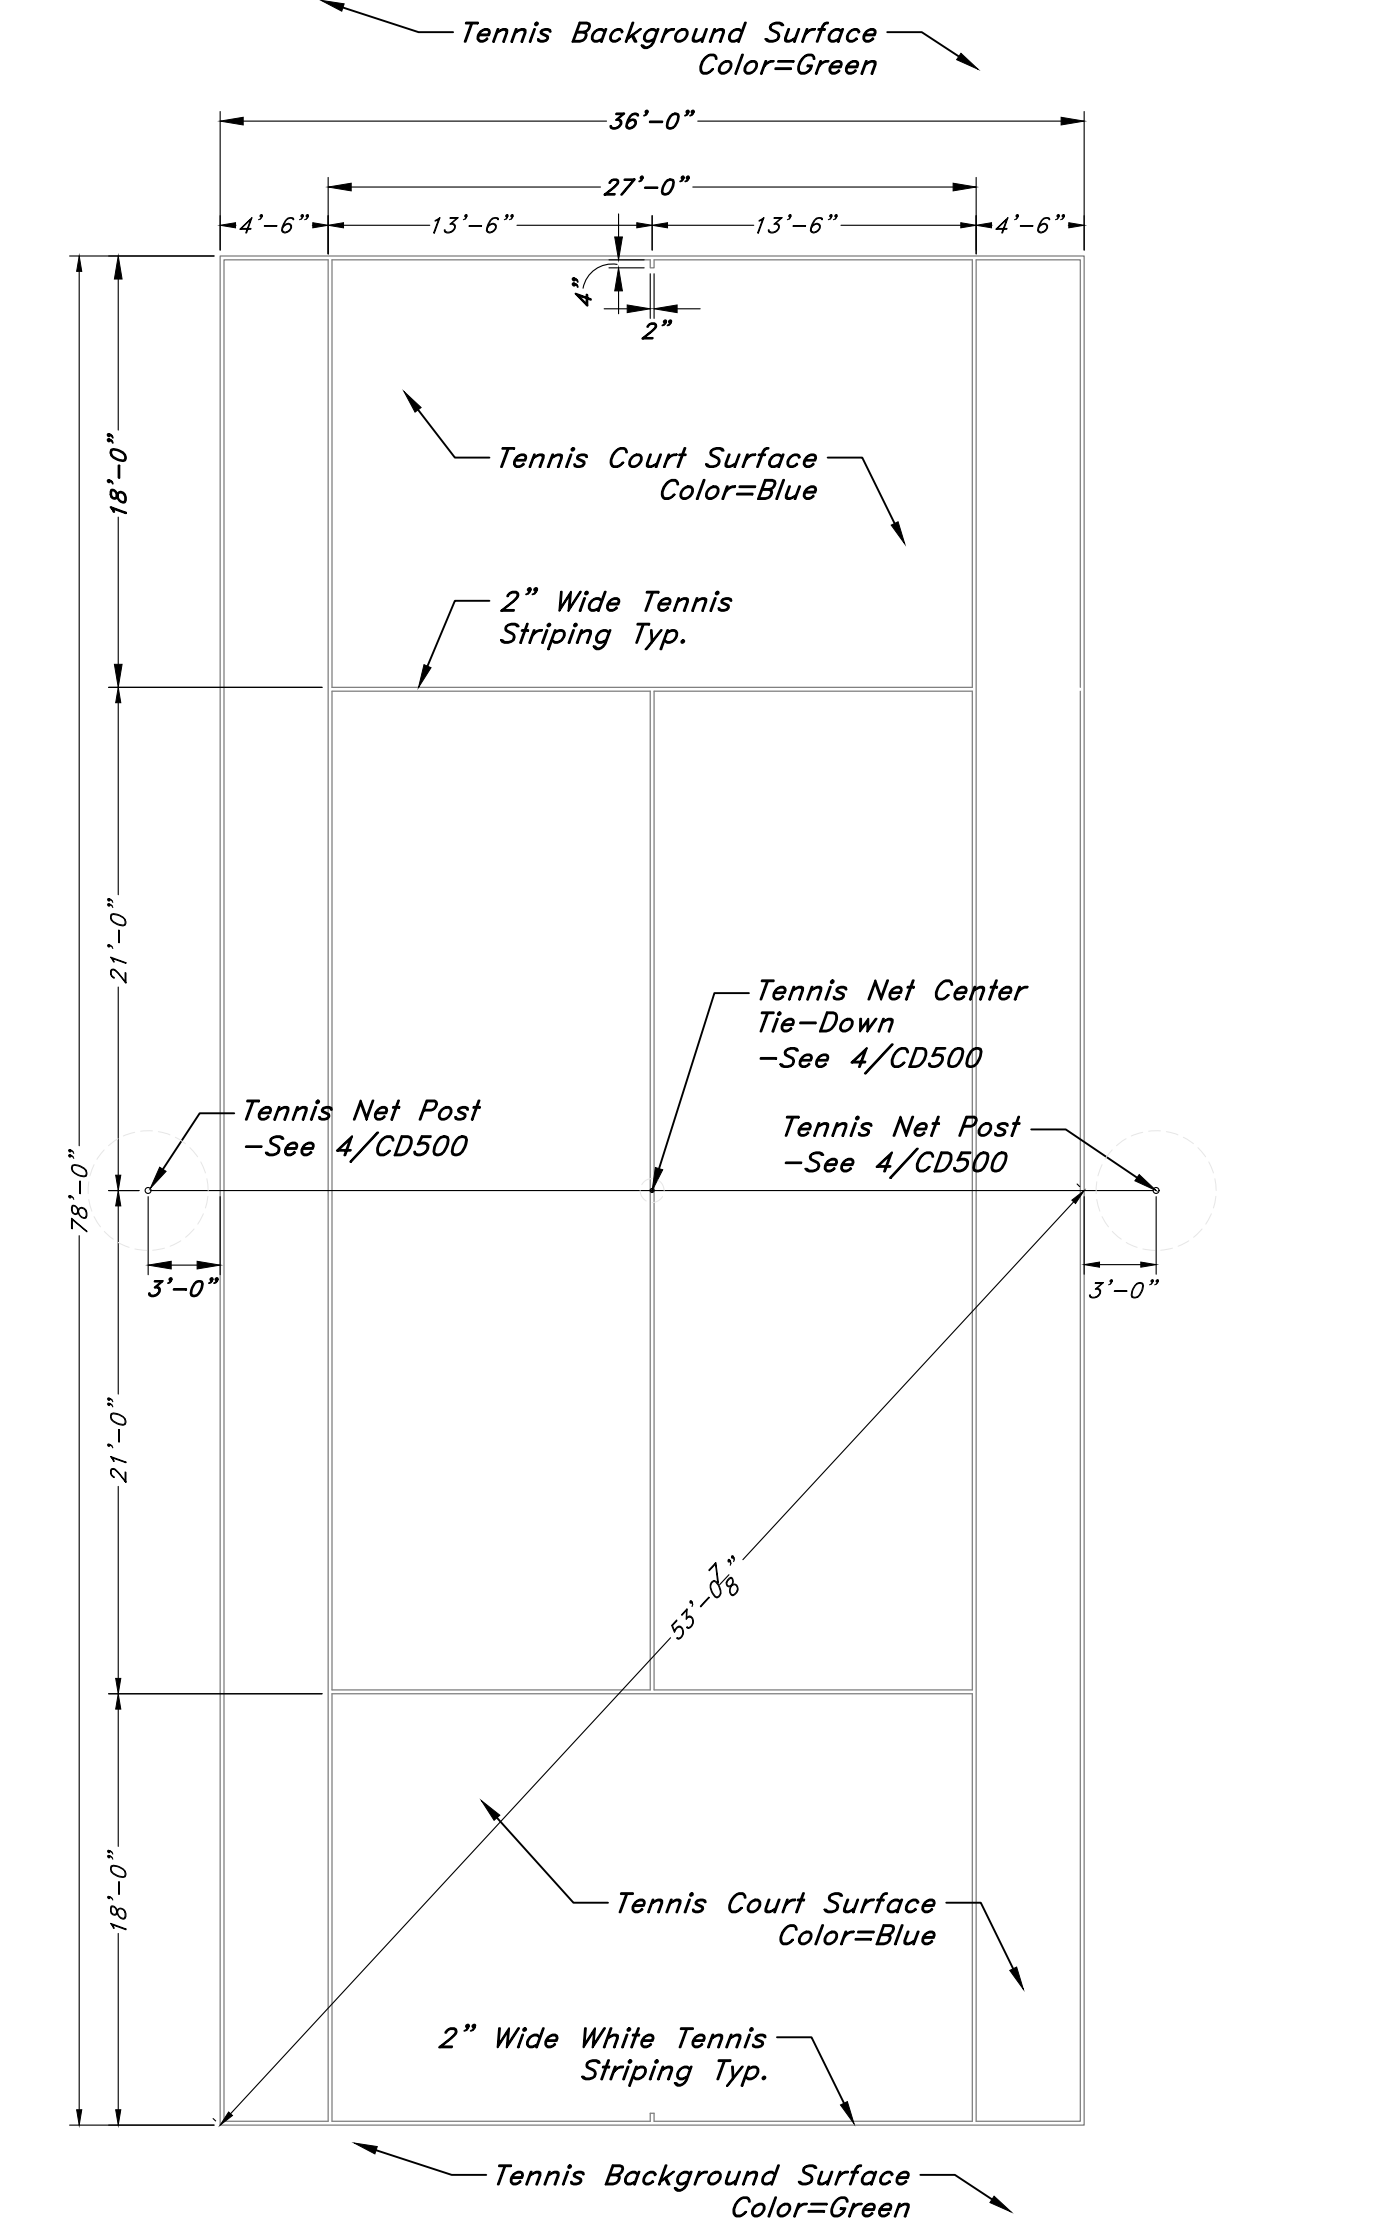 Tennis Background Surface
Color=Green
36'-0"
27'-0"
4'-6" 13'-6" 13'-6" 4'-6"
4"
2"
18'-0"
Tennis Court Surface
Color=Blue
2" Wide Tennis
Striping Typ.
21'-0"
Tennis Net Center
Tie-Down
-See 4/CD500
Tennis Net Post
-See 4/CD500
Tennis Net Post
-See 4/CD500
78'-0"
3'-0"
3'-0"
21'-0"
53'-0 7/8"
18'-0"
Tennis Court Surface
Color=Blue
2" Wide White Tennis
Striping Typ.
Tennis Background Surface
Color=Green